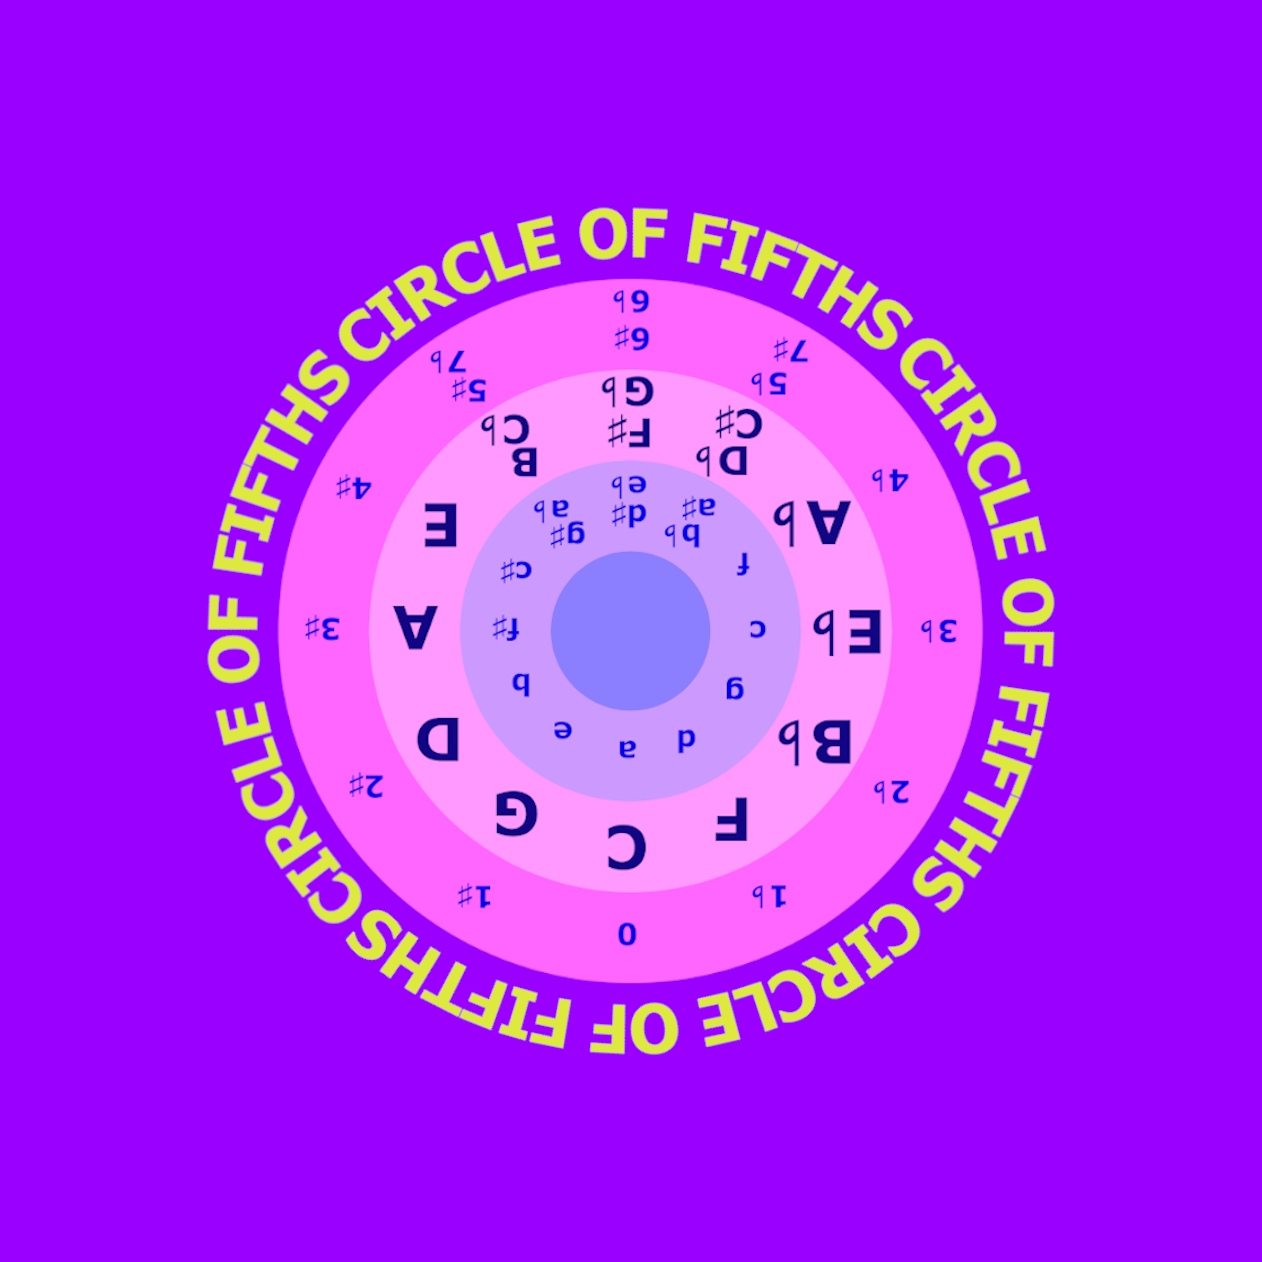 CIRCLE OF FIFTHS
CIRCLE OF FIFTHS
CIRCLE OF FIFTHS
CIRCLE OF FIFTHS
0
1♯
2♯
3♯
4♯
5♯
7♭
6♯
6♭
5♭
7♯
4♭
3♭
2♭
1♭
C
G
D
A
E
B
C♭
F♯
G♭
D♭
C♯
A♭
E♭
B♭
F
a
e
b
f♯
c♯
g♯
a♭
d♯
e♭
b♭
a♯
f
c
g
d